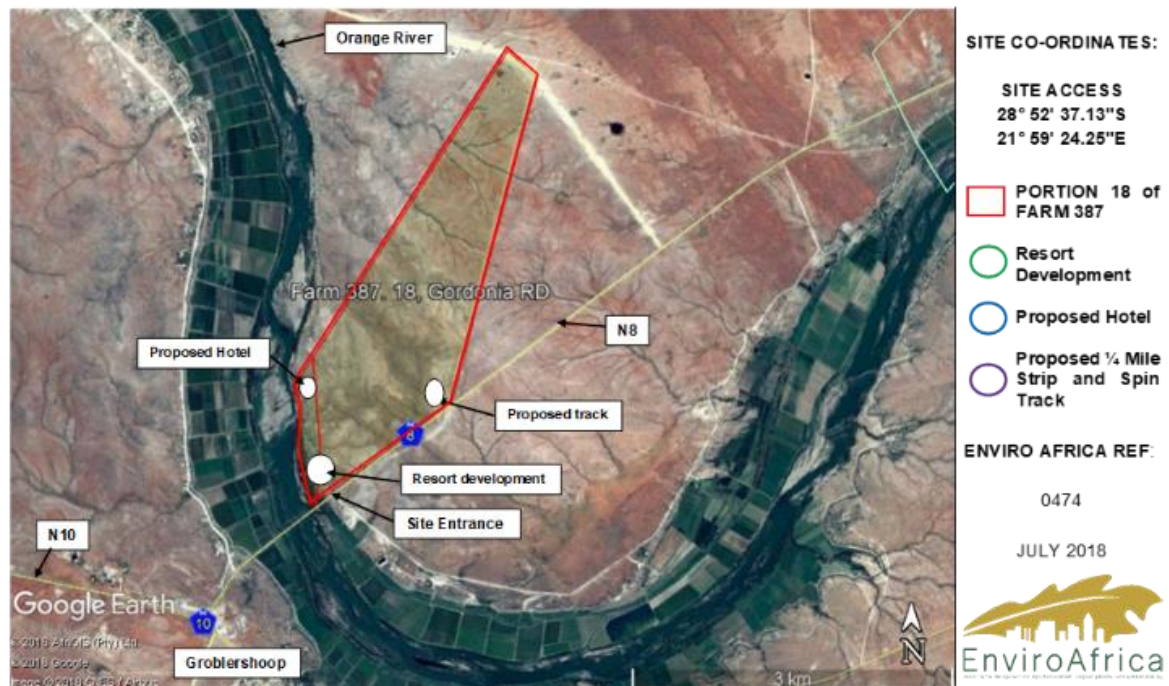 Orange River
Farm 387, 18, Gordonia RD
N8
Proposed Hotel
Proposed track
8
Resort development
Site Entrance
N10
Google Earth
10
© 2018 Google
Groblershoop
N
3 km
SITE CO-ORDINATES:
SITE ACCESS
28° 52' 37.13"S
21° 59' 24.25"E
PORTION 18 of
FARM 387
Resort
Development
Proposed Hotel
Proposed ¼ Mile
Strip and Spin
Track
ENVIRO AFRICA REF:
0474
JULY 2018
EnviroAfrica